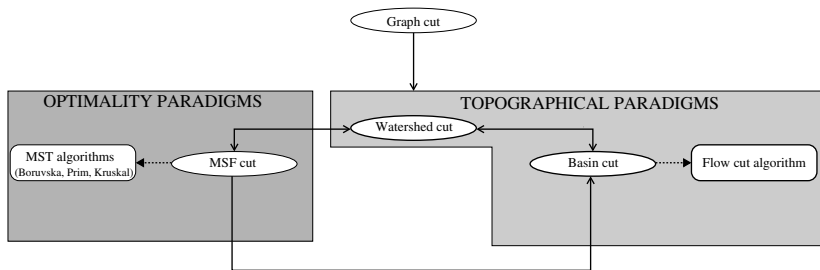 Graph cut
OPTIMALITY PARADIGMS
TOPOGRAPHICAL PARADIGMS
Watershed cut
MST algorithms
(Boruvska, Prim, Kruskal)
MSF cut
Basin cut
Flow cut algorithm